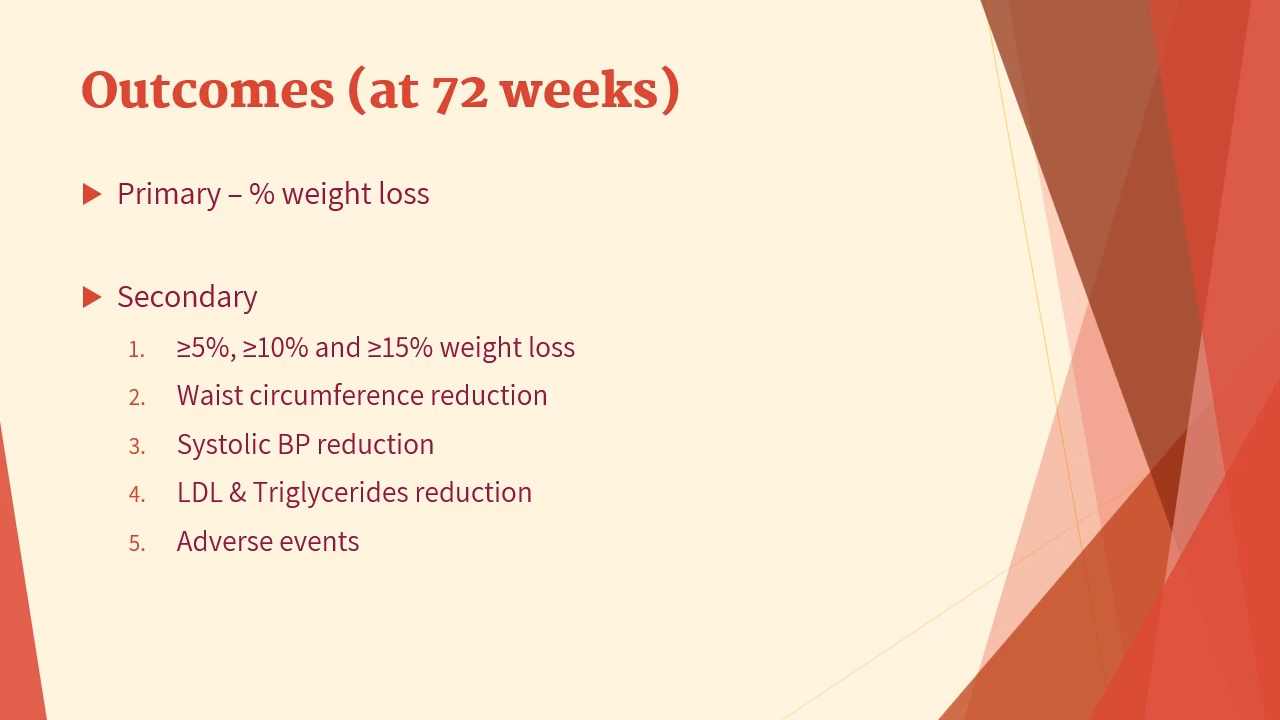 Outcomes (at 72 weeks)
Primary – % weight loss
Secondary
1. ≥5%, ≥10% and ≥15% weight loss
2. Waist circumference reduction
3. Systolic BP reduction
4. LDL & Triglycerides reduction
5. Adverse events